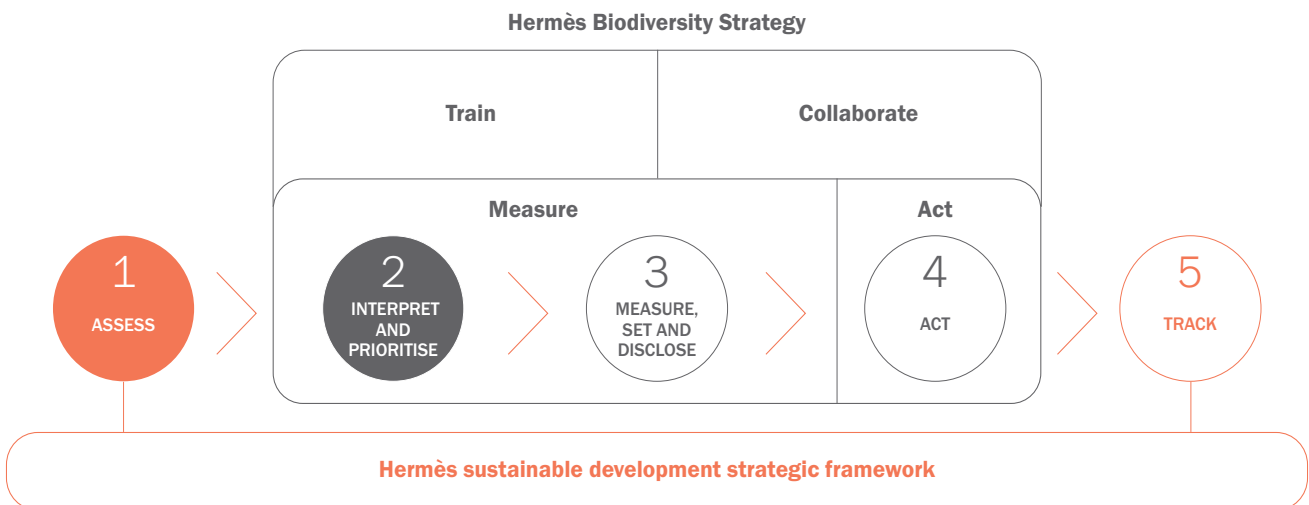 Hermès Biodiversity Strategy
Train
Collaborate
Measure
Act
1
ASSESS
2
INTERPRET
AND
PRIORITISE
3
MEASURE,
SET AND
DISCLOSE
4
ACT
5
TRACK
Hermès sustainable development strategic framework